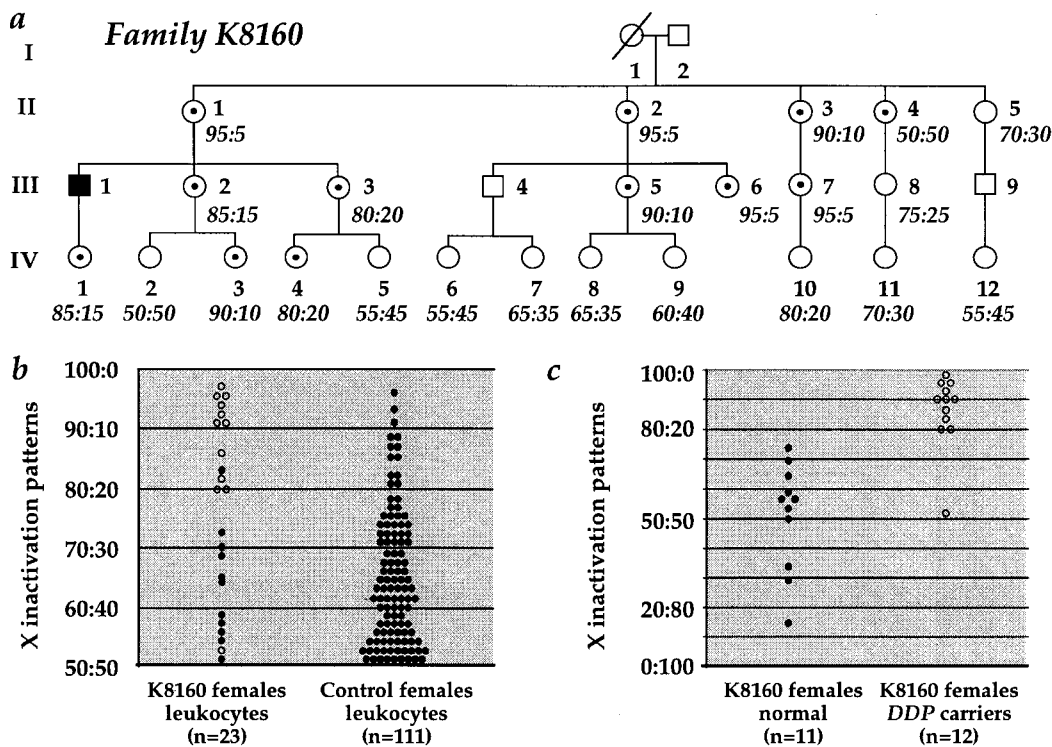 a Family K8160
I
1 2
II 1 2 3 4 5
95:5 95:5 90:10 50:50 70:30
III 1 2 3 4 5 6 7 8 9
85:15 80:20 90:10 95:5 95:5 75:25
IV
1 2 3 4 5 6 7 8 9 10 11 12
85:15 50:50 90:10 80:20 55:45 55:45 65:35 65:35 60:40 80:20 70:30 55:45
b
X inactivation patterns
100:0
90:10
80:20
70:30
60:40
50:50
K8160 females
leukocytes
(n=23)
Control females
leukocytes
(n=111)
c
X inactivation patterns
100:0
80:20
50:50
20:80
0:100
K8160 females
normal
(n=11)
K8160 females
DDP carriers
(n=12)